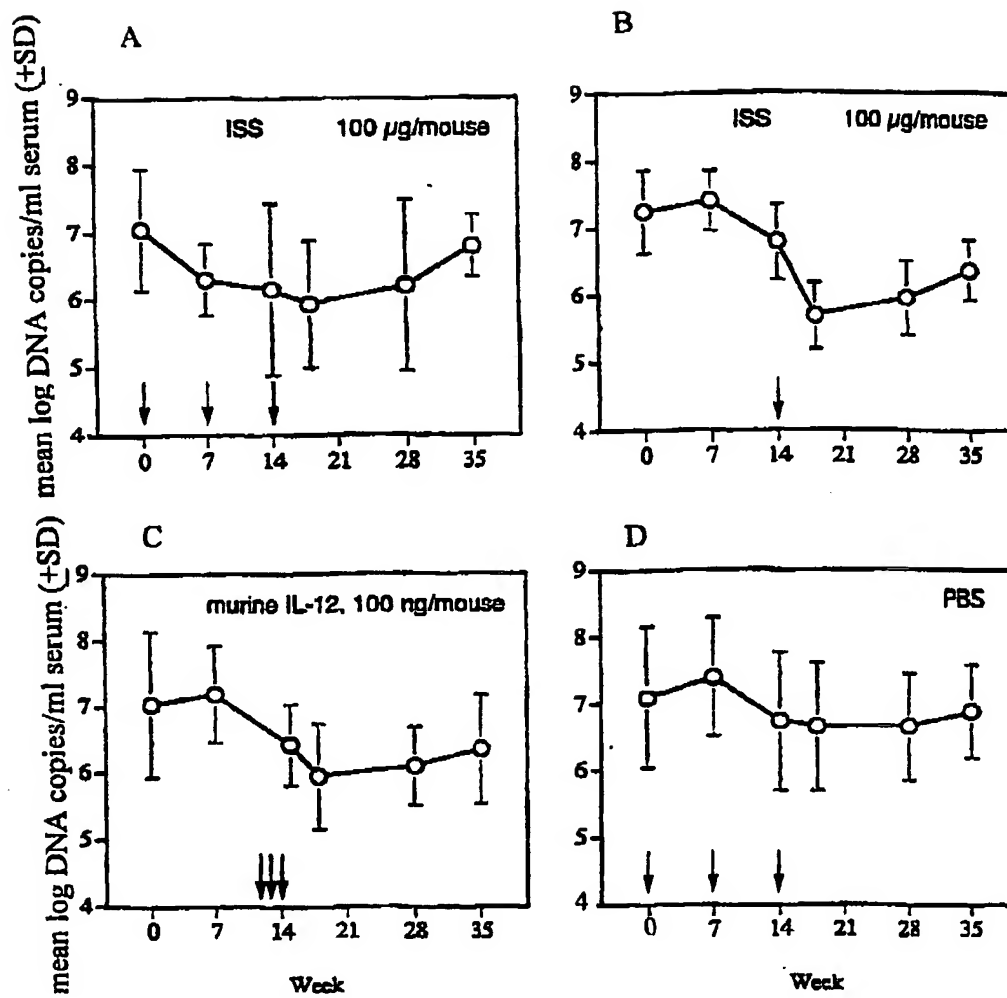 A
mean log DNA copies/ml serum (±SD)
ISS 100 µg/mouse
9
8
7
6
5
4
0 7 14 21 28 35
B
ISS 100 µg/mouse
9
8
7
6
5
4
0 7 14 21 28 35
C
mean log DNA copies/ml serum (±SD)
murine IL-12, 100 ng/mouse
9
8
7
6
5
4
0 7 14 21 28 35
Week
D
PBS
9
8
7
6
5
4
0 7 14 21 28 35
Week